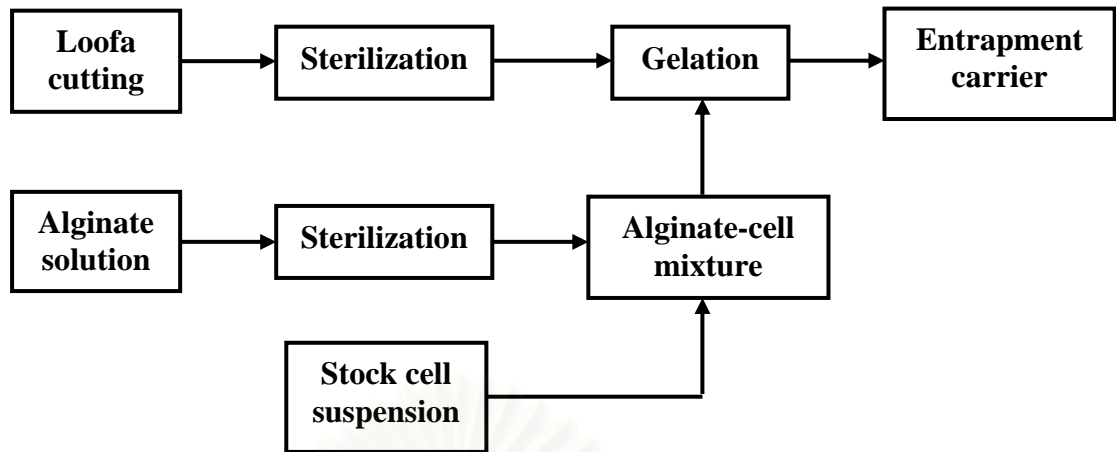 Loofa
cutting
Sterilization
Gelation
Entrapment
carrier
Alginate
solution
Sterilization
Alginate-cell
mixture
Stock cell
suspension